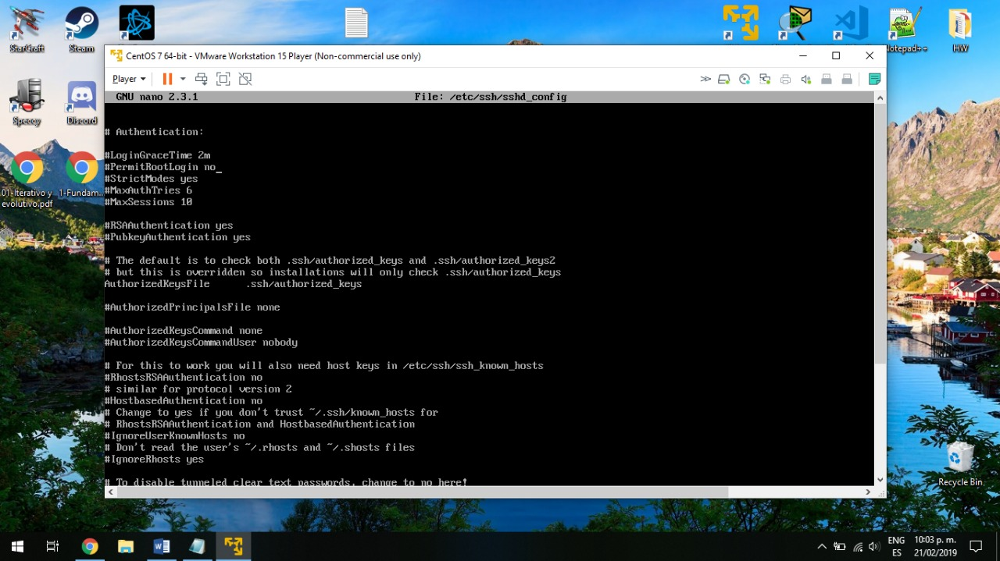 StarCraft
Steam
Notepad++
HW
CentOS 7 64-bit - VMware Workstation 15 Player (Non-commercial use only)
Player
GNU nano 2.3.1 File: /etc/ssh/sshd_config
# Authentication:
#LoginGraceTime 2m
#PermitRootLogin no_
#StrictModes yes
#MaxAuthTries 6
#MaxSessions 10
#RSAAuthentication yes
#PubkeyAuthentication yes
# The default is to check both .ssh/authorized_keys and .ssh/authorized_keys2
# but this is overridden so installations will only check .ssh/authorized_keys
AuthorizedKeysFile .ssh/authorized_keys
#AuthorizedPrincipalsFile none
#AuthorizedKeysCommand none
#AuthorizedKeysCommandUser nobody
# For this to work you will also need host keys in /etc/ssh/ssh_known_hosts
#RhostsRSAAuthentication no
# similar for protocol version 2
#HostbasedAuthentication no
# Change to yes if you don't trust ~/.ssh/known_hosts for
# RhostsRSAAuthentication and HostbasedAuthentication
#IgnoreUserKnownHosts no
# Don't read the user's ~/.rhosts and ~/.shosts files
#IgnoreRhosts yes
# To disable tunneled clear text passwords, change to no here!
Speccy
Discord
01-Iterativo y
evolutivo.pdf
1-Fundam...
Recycle Bin
ENG
ES
10:03 p. m.
21/02/2019